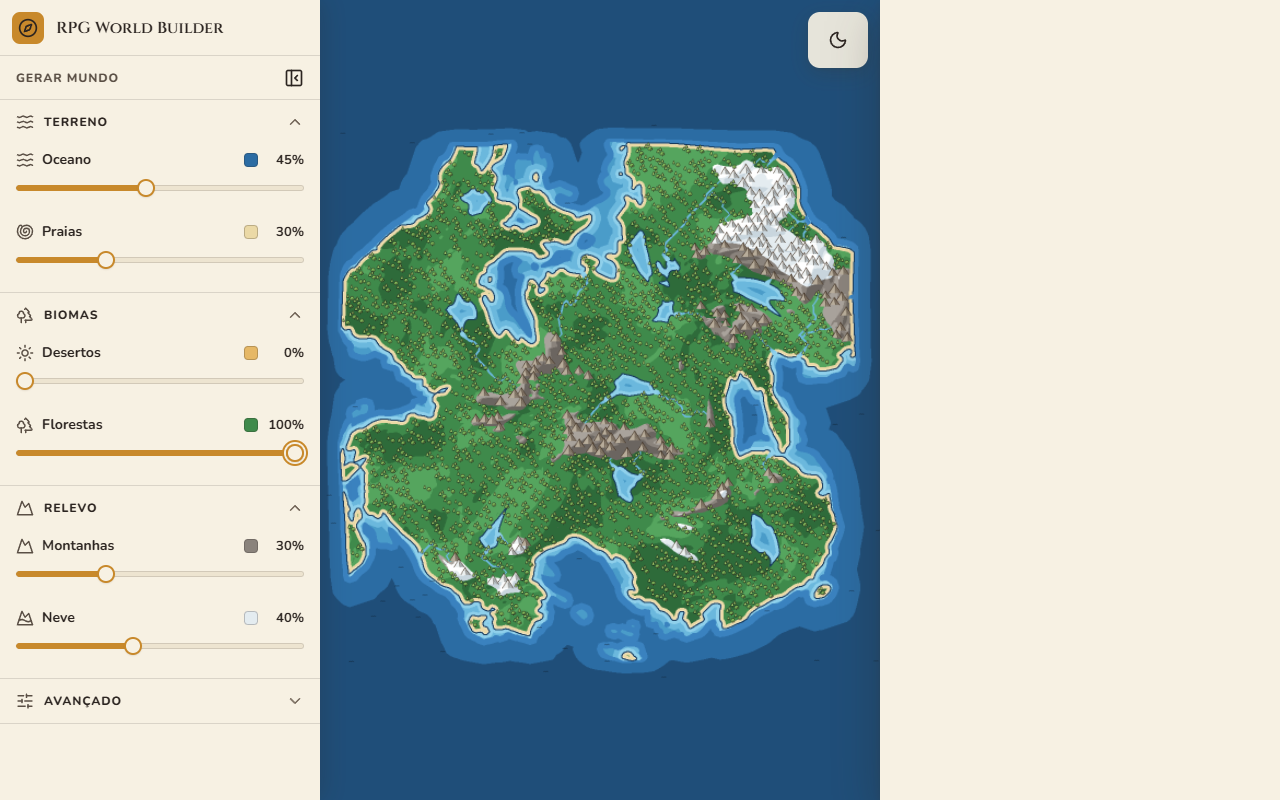 RPG World Builder
GERAR MUNDO
TERRENO
Oceano 45%
Praias 30%
BIOMAS
Desertos 0%
Florestas 100%
RELEVO
Montanhas 30%
Neve 40%
AVANÇADO